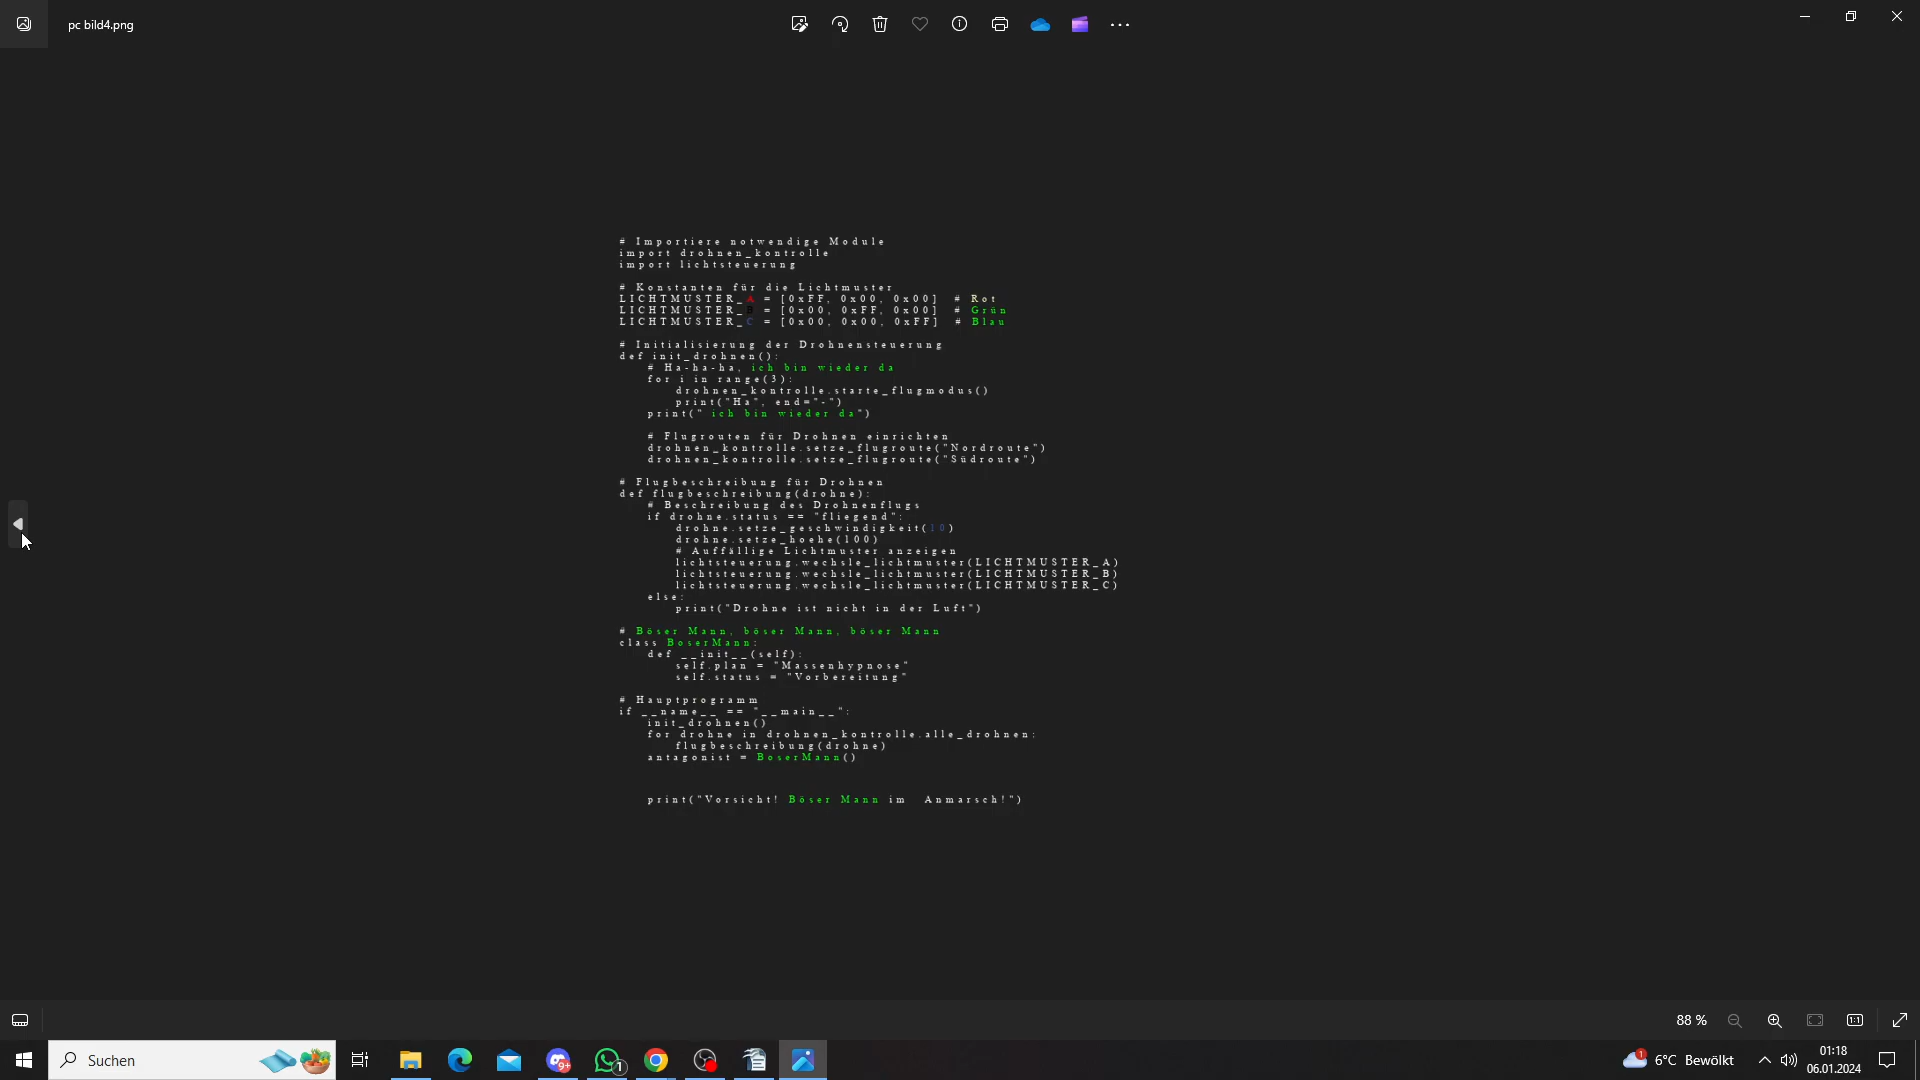 pc bild4.png
# Importiere notwendige Module
import drohnen_kontrolle
import lichtsteuerung
# Konstanten für die Lichtmuster
LICHTMUSTER_A = [0xFF, 0x00, 0x00]  # Rot
LICHTMUSTER_B = [0x00, 0xFF, 0x00]  # Grün
LICHTMUSTER_C = [0x00, 0x00, 0xFF]  # Blau
# Initialisierung der Drohnensteuerung
def init_drohnen():
    # Ha-ha-ha, ich bin wieder da
    for i in range(3):
        drohnen_kontrolle.starte_flugmodus()
        print("Ha", end="-")
    print(" ich bin wieder da")
    # Flugrouten für Drohnen einrichten
    drohnen_kontrolle.setze_flugroute("Nordroute")
    drohnen_kontrolle.setze_flugroute("Südroute")
# Flugbeschreibung für Drohnen
def flugbeschreibung(drohne):
    # Beschreibung des Drohnenflugs
    if drohne.status == "fliegend":
        drohne.setze_geschwindigkeit(10)
        drohne.setze_hoehe(100)
        # Auffällige Lichtmuster anzeigen
        lichtsteuerung.wechsle_lichtmuster(LICHTMUSTER_A)
        lichtsteuerung.wechsle_lichtmuster(LICHTMUSTER_B)
        lichtsteuerung.wechsle_lichtmuster(LICHTMUSTER_C)
    else:
        print("Drohne ist nicht in der Luft")
# Böser Mann, böser Mann, böser Mann
class BoserMann:
    def __init__(self):
        self.plan = "Massenhypnose"
        self.status = "Vorbereitung"
# Hauptprogramm
if __name__ == "__main__":
    init_drohnen()
    for drohne in drohnen_kontrolle.alle_drohnen:
        flugbeschreibung(drohne)
    antagonist = BoserMann()
    print("Vorsicht! Böser Mann im  Anmarsch!")
88 %
1:1
Suchen
9+
1
1
6°C Bewölkt
01:18
06.01.2024